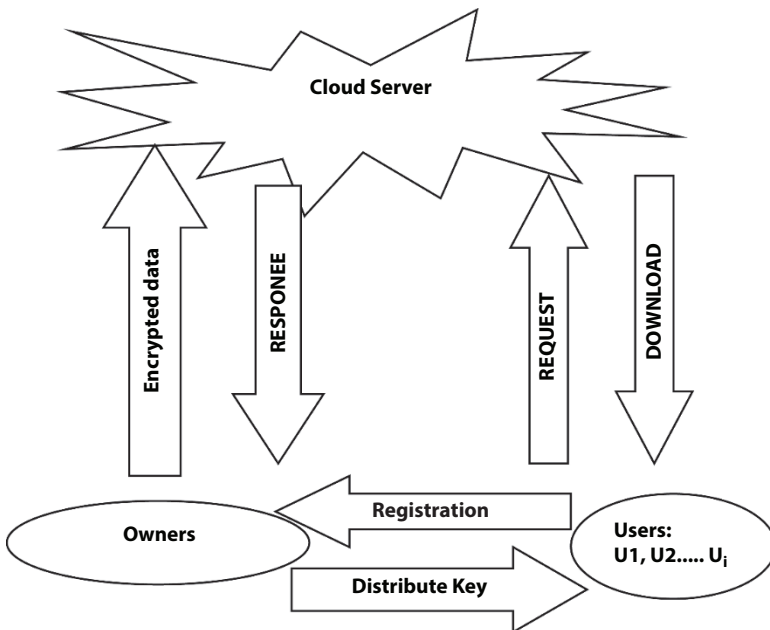 Cloud Server
Encrypted data
RESPONEE
REQUEST
DOWNLOAD
Registration
Owners
Users:
U1, U2..... Ui
Distribute Key